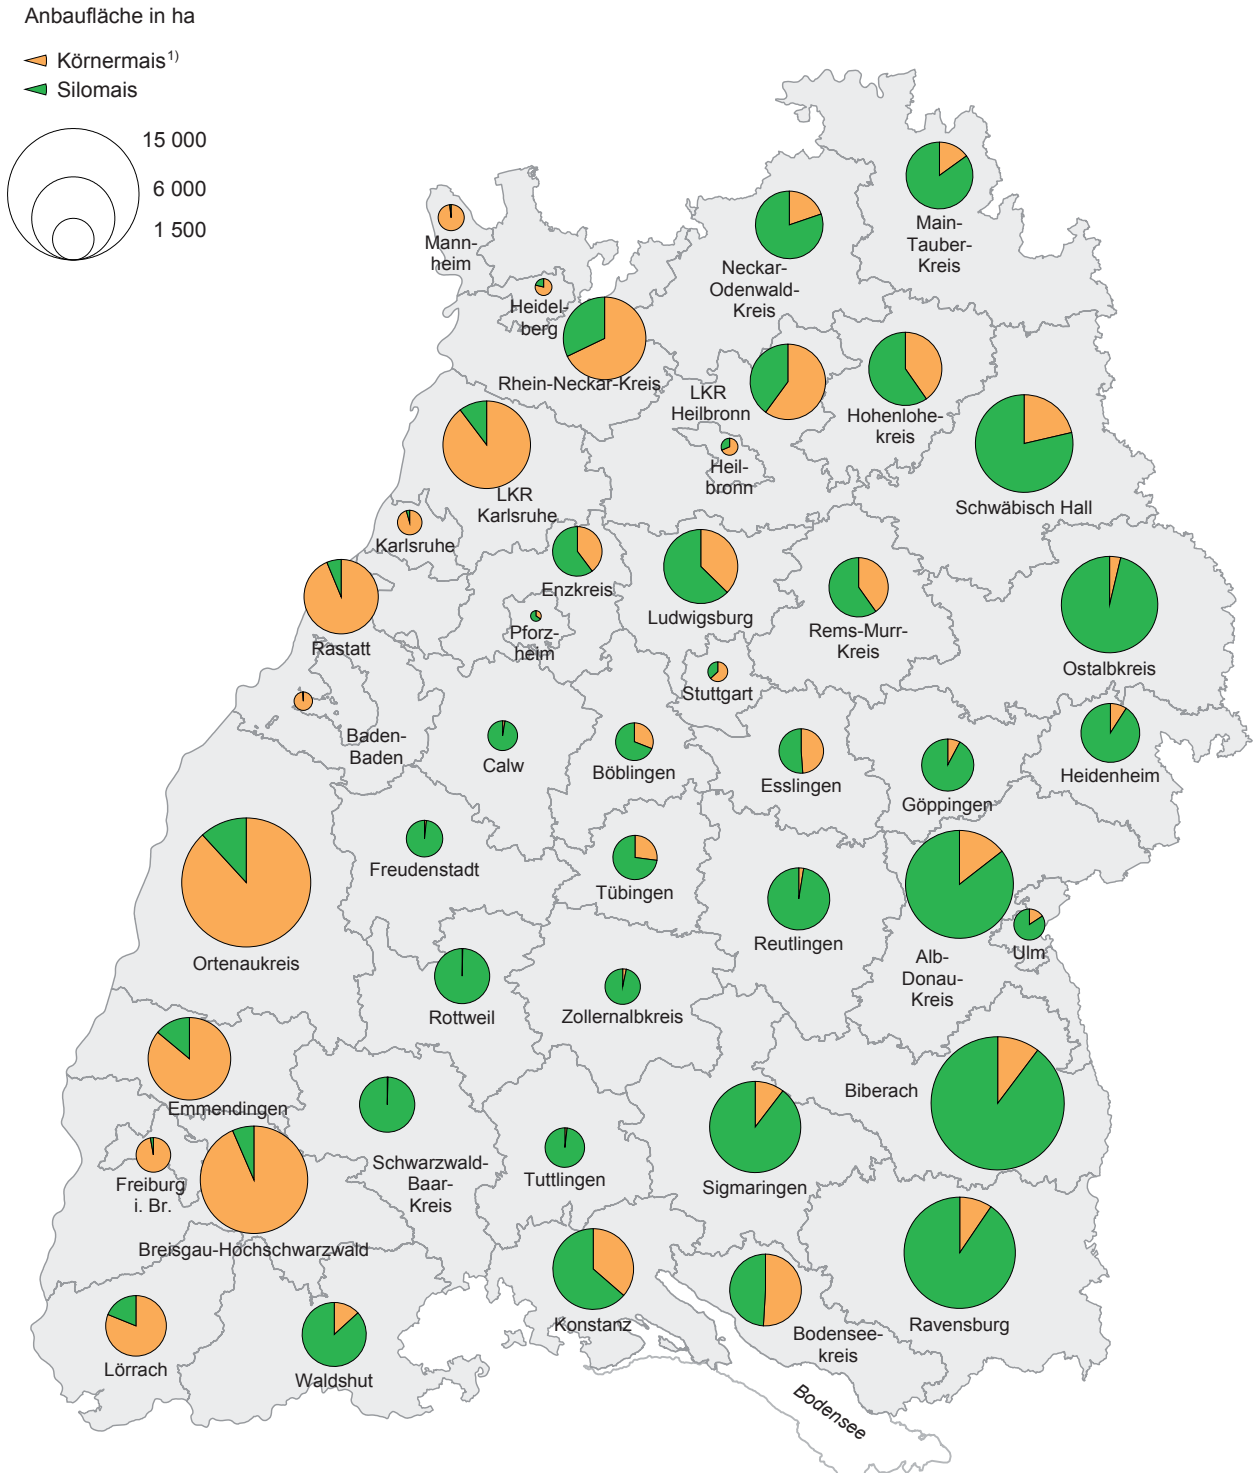 Anbaufläche in ha
Körnermais¹⁾
Silomais
15 000
6 000
1 500
Mann-
heim
Heidel-
berg
Rhein-Neckar-Kreis
Neckar-
Odenwald-
Kreis
Main-
Tauber-
Kreis
LKR
Heilbronn
Heil-
bronn
Hohenlohe-
kreis
Schwäbisch Hall
LKR
Karlsruhe
Karlsruhe
Enzkreis
Ludwigsburg
Rems-Murr-
Kreis
Ostalbkreis
Rastatt
Pforz-
heim
Stuttgart
Baden-
Baden
Calw
Böblingen
Esslingen
Göppingen
Heidenheim
Freudenstadt
Tübingen
Reutlingen
Alb-
Donau-
Kreis
Ulm
Ortenaukreis
Rottweil
Zollernalbkreis
Emmendingen
Biberach
Freiburg
i. Br.
Schwarzwald-
Baar-
Kreis
Tuttlingen
Sigmaringen
Breisgau-Hochschwarzwald
Lörrach
Waldshut
Konstanz
Bodensee-
kreis
Ravensburg
Bodensee